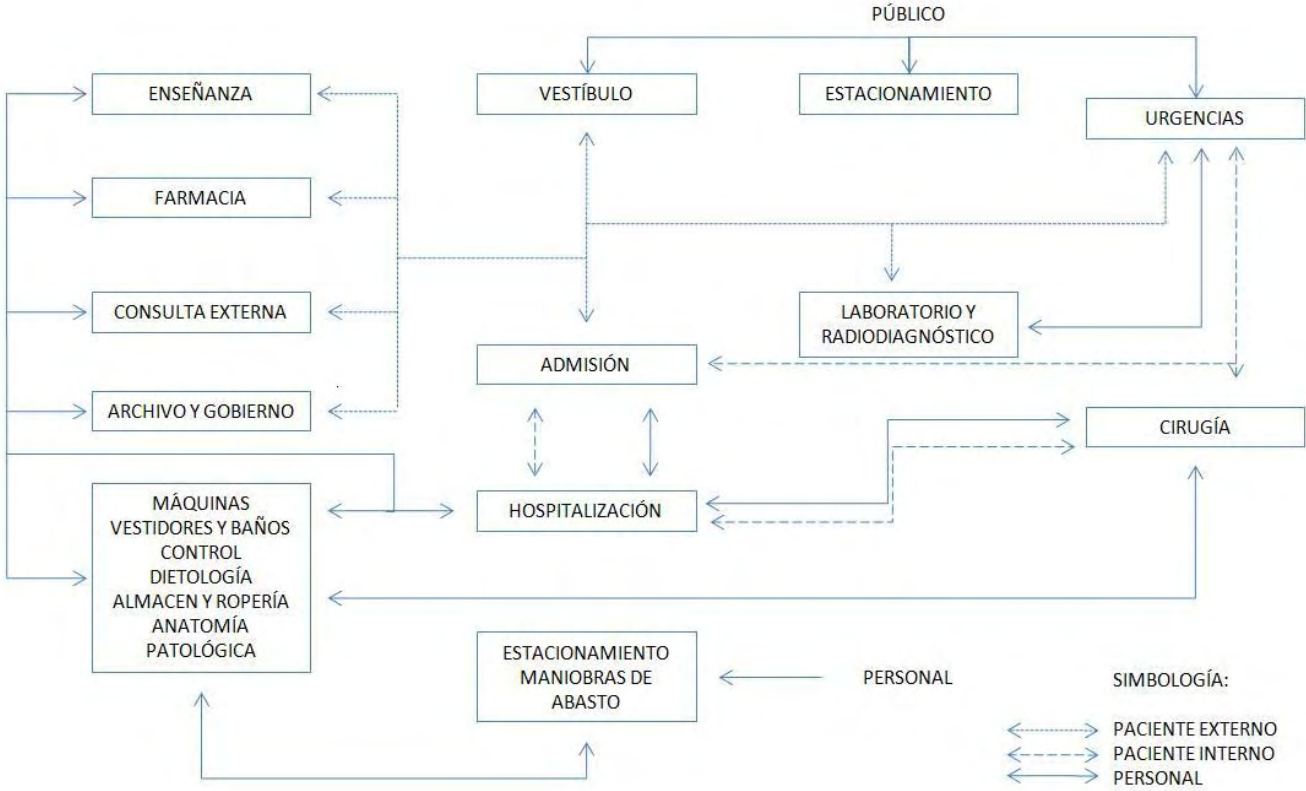 PÚBLICO
ENSEÑANZA
VESTÍBULO
ESTACIONAMIENTO
URGENCIAS
FARMACIA
CONSULTA EXTERNA
LABORATORIO Y
RADIODIAGNÓSTICO
ADMISIÓN
ARCHIVO Y GOBIERNO
CIRUGÍA
MÁQUINAS
VESTIDORES Y BAÑOS
CONTROL
DIETOLOGÍA
ALMACEN Y ROPERÍA
ANATOMÍA
PATOLÓGICA
HOSPITALIZACIÓN
ESTACIONAMIENTO
MANIOBRAS DE
ABASTO
PERSONAL
SIMBOLOGÍA:
PACIENTE EXTERNO
PACIENTE INTERNO
PERSONAL